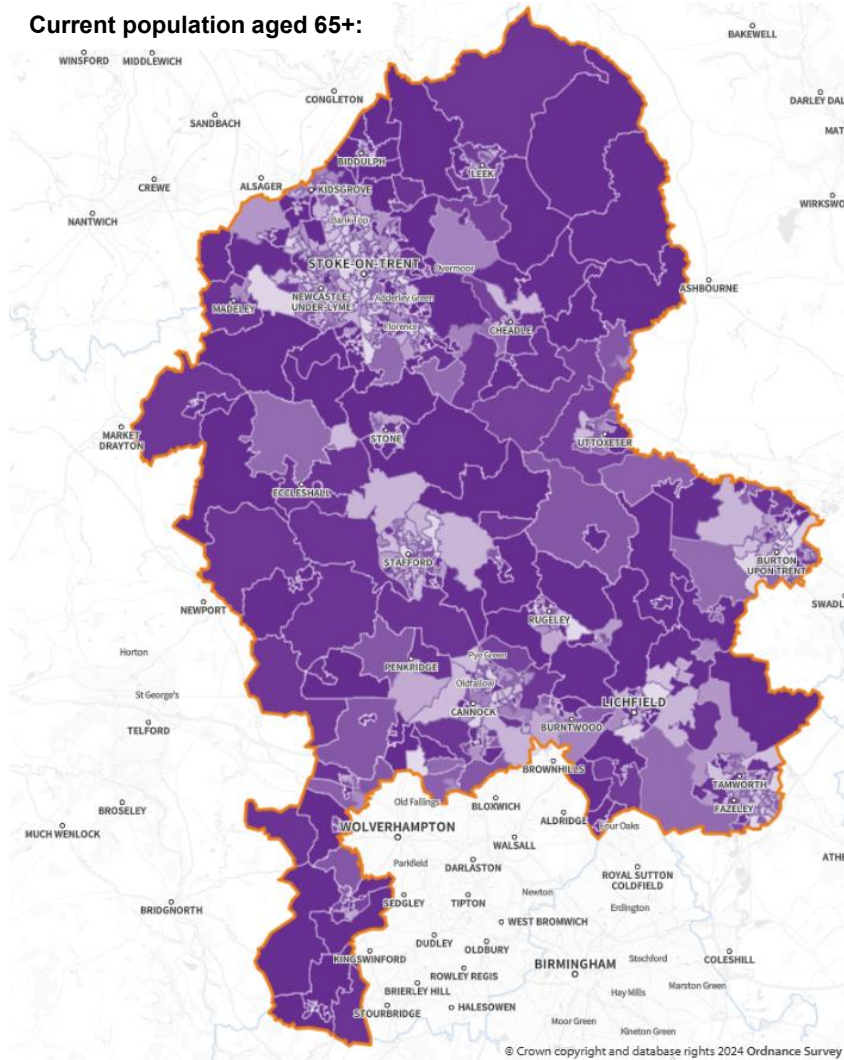 Current population aged 65+:
BAKEWELL
WINSFORD
MIDDLEWICH
CONGLETON
DARLEY DAL
SANDBACH
MAT
BIDDULPH
LEEK
CREWE
ALSAGER
KIDSGROVE
WIRKSWO
NANTWICH
Bank Top
STOKE-ON-TRENT
Overmoor
ASHBOURNE
MADELEY
NEWCASTLE
UNDER-LYME
Adderley Green
Florence
CHEADLE
MARKET
DRAYTON
STONE
UTTOXETER
ECCLESHALL
STAFFORD
BURTON
UPON TRENT
NEWPORT
RUGELEY
SWADL
Horton
Pye Green
PENKRIDGE
St George's
Oldfallow
LICHFIELD
CANNOCK
TELFORD
BURNTWOOD
BROWNHILLS
TAMWORTH
Old Fallings
BLOXWICH
FAZELEY
BROSELEY
ALDRIDGE
Four Oaks
MUCH WENLOCK
WOLVERHAMPTON
WALSALL
ATHE
Parkfield
DARLASTON
ROYAL SUTTON
COLDFIELD
BRIDGNORTH
SEDGLEY
TIPTON
Newton
Erdington
WEST BROMWICH
DUDLEY
OLDBURY
KINGSWINFORD
BIRMINGHAM
Stechford
COLESHILL
ROWLEY REGIS
BRIERLEY HILL
Hay Mills
Marston Green
STOURBRIDGE
HALESOWEN
Moor Green
Kineton Green
© Crown copyright and database rights 2024 Ordnance Survey